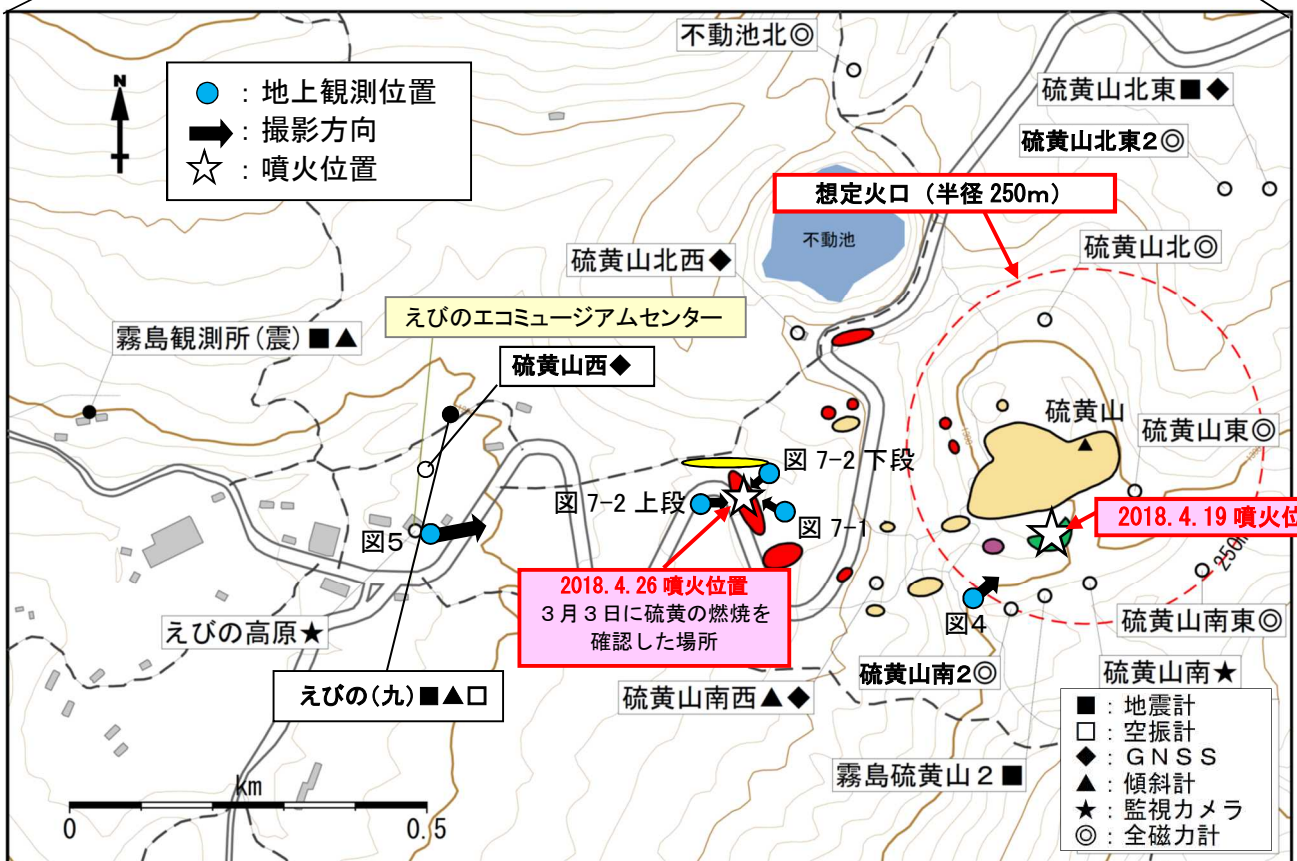 不動池北◎
N
：地上観測位置
：撮影方向
：噴火位置
硫黄山北東■◆
硫黄山北東2◎
想定火口（半径 250m）
不動池
硫黄山北◎
硫黄山北西◆
えびのエコミュージアムセンター
霧島観測所(震)■▲
硫黄山西◆
硫黄山
硫黄山東◎
図 7-2 下段
図 7-2 上段
図 7-1
2018.4.19 噴火位
図5
250m
2018.4.26 噴火位置
３月３日に硫黄の燃焼を
確認した場所
えびの高原★
図4
硫黄山南東◎
硫黄山南2◎
硫黄山南★
えびの(九)■▲□
硫黄山南西▲◆
霧島硫黄山２■
■：地震計
□：空振計
◆：ＧＮＳＳ
▲：傾斜計
★：監視カメラ
◎：全磁力計
km
0
0.5